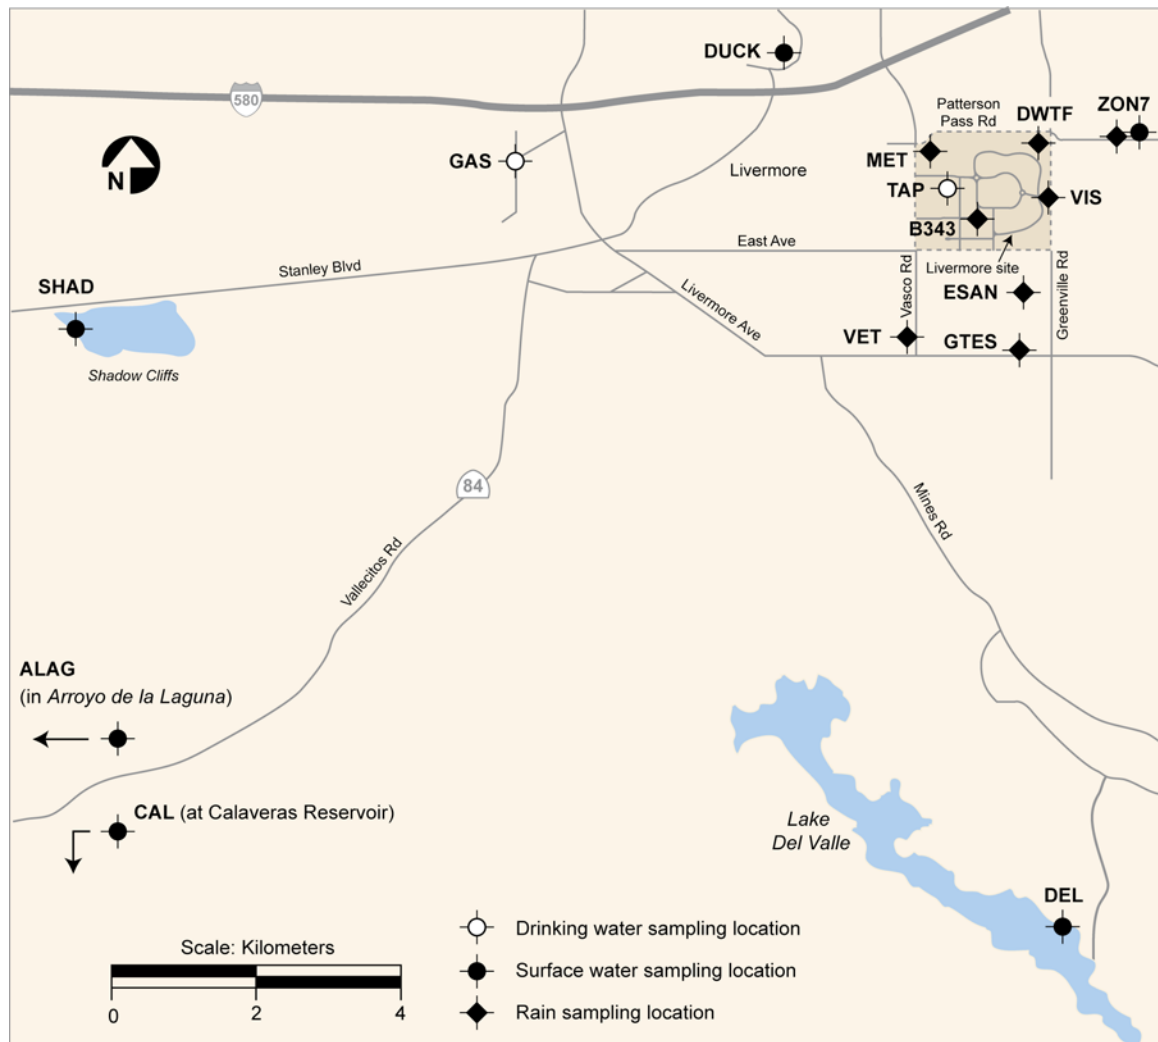 DUCK
580
Patterson
Pass Rd
DWTF
ZON7
GAS
MET
N
Livermore
TAP
VIS
B343
East Ave
Stanley Blvd
Livermore site
SHAD
Vasco Rd
ESAN
Greenville Rd
Livermore Ave
VET
GTES
Shadow Cliffs
84
Mines Rd
Vallecitos Rd
ALAG
(in Arroyo de la Laguna)
CAL (at Calaveras Reservoir)
Lake
Del Valle
DEL
Drinking water sampling location
Scale: Kilometers
Surface water sampling location
0 2 4
Rain sampling location